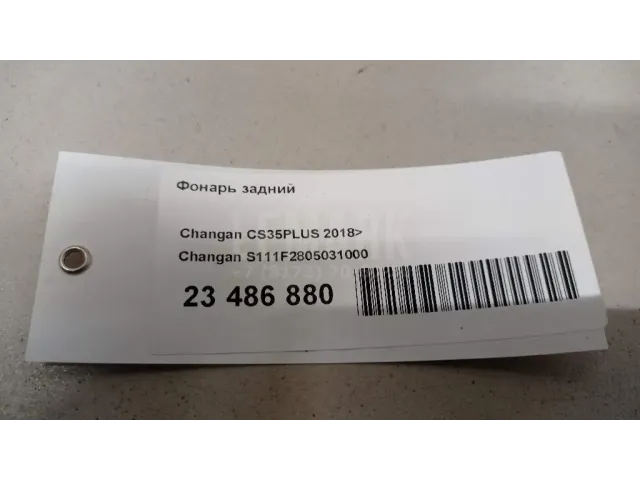 Фонарь задний
Changan CS35PLUS 2018>
Changan S111F2805031000
23 486 880